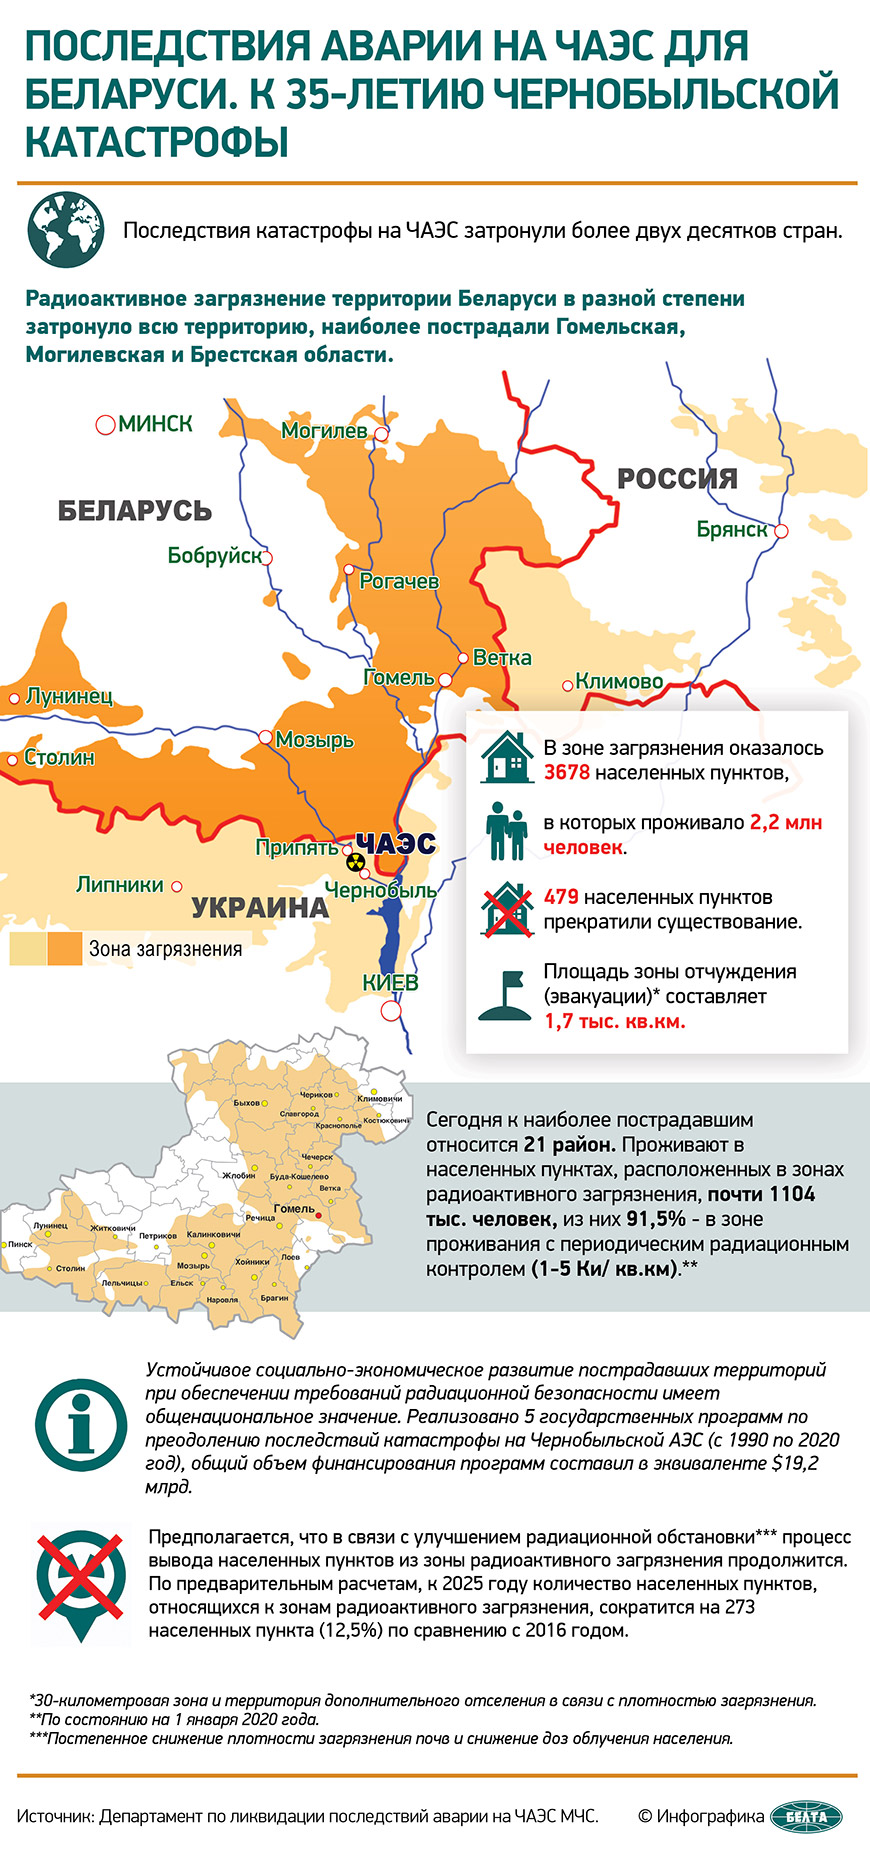 ПОСЛЕДСТВИЯ АВАРИИ НА ЧАЭС ДЛЯ
БЕЛАРУСИ. К 35-ЛЕТИЮ ЧЕРНОБЫЛЬСКОЙ
КАТАСТРОФЫ
Последствия катастрофы на ЧАЭС затронули более двух десятков стран.
Радиоактивное загрязнение территории Беларуси в разной степени
затронуло всю территорию, наиболее пострадали Гомельская,
Могилевская и Брестская области.
МИНСК
Могилев
РОССИЯ
БЕЛАРУСЬ
Брянск
Бобруйск
Рогачев
Ветка
Гомель
Климово
Лунинец
Мозырь
Столин
Припять
ЧАЭС
Липники
Чернобыль
УКРАИНА
Зона загрязнения
КИЕВ
В зоне загрязнения оказалось
3678 населенных пунктов,
в которых проживало 2,2 млн
человек.
479 населенных пунктов
прекратили существование.
Площадь зоны отчуждения
(эвакуации)* составляет
1,7 тыс. кв.км.
Быхов
Чериков
Климовичи
Славгород
Краснополье
Костюкович
Чечерск
Жлобин
Буда-Кошелево
Ветка
Гомель
Речица
Лунинец
Житковичи
Петриков
Калинковичи
Пинск
Столин
Мозырь
Хойники
Лоев
Лельчицы
Ельск
Наровля
Брагин
Сегодня к наиболее пострадавшим
относится 21 район. Проживают в
населенных пунктах, расположенных в зонах
радиоактивного загрязнения, почти 1104
тыс. человек, из них 91,5% - в зоне
проживания с периодическим радиационным
контролем (1-5 Ки/ кв.км).**
Устойчивое социально-экономическое развитие пострадавших территорий
при обеспечении требований радиационной безопасности имеет
общенациональное значение. Реализовано 5 государственных программ по
преодолению последствий катастрофы на Чернобыльской АЭС (с 1990 по 2020
год), общий объем финансирования программ составил в эквиваленте $19,2
млрд.
Предполагается, что в связи с улучшением радиационной обстановки*** процесс
вывода населенных пунктов из зоны радиоактивного загрязнения продолжится.
По предварительным расчетам, к 2025 году количество населенных пунктов,
относящихся к зонам радиоактивного загрязнения, сократится на 273
населенных пункта (12,5%) по сравнению с 2016 годом.
*30-километровая зона и территория дополнительного отселения в связи с плотностью загрязнения.
**По состоянию на 1 января 2020 года.
***Постепенное снижение плотности загрязнения почв и снижение доз облучения населения.
Источник: Департамент по ликвидации последствий аварии на ЧАЭС МЧС.
© Инфографика БЕЛТА